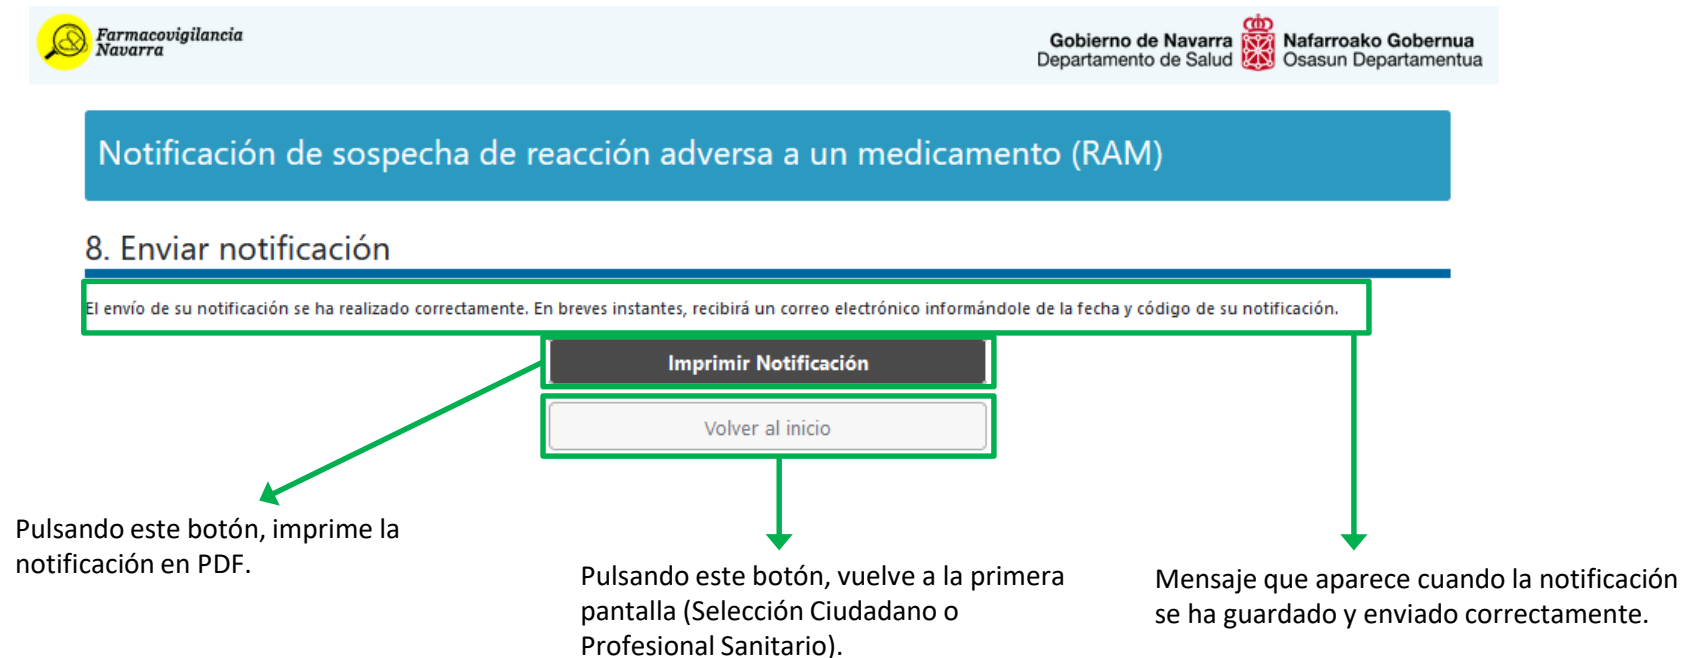 Farmacovigilancia
Navarra
Gobierno de Navarra
Departamento de Salud
Nafarroako Gobernua
Osasun Departamentua
Notificación de sospecha de reacción adversa a un medicamento (RAM)
8. Enviar notificación
El envío de su notificación se ha realizado correctamente. En breves instantes, recibirá un correo electrónico informándole de la fecha y código de su notificación.
Imprimir Notificación
Volver al inicio
Pulsando este botón, imprime la
notificación en PDF.
Pulsando este botón, vuelve a la primera
pantalla (Selección Ciudadano o
Profesional Sanitario).
Mensaje que aparece cuando la notificación
se ha guardado y enviado correctamente.